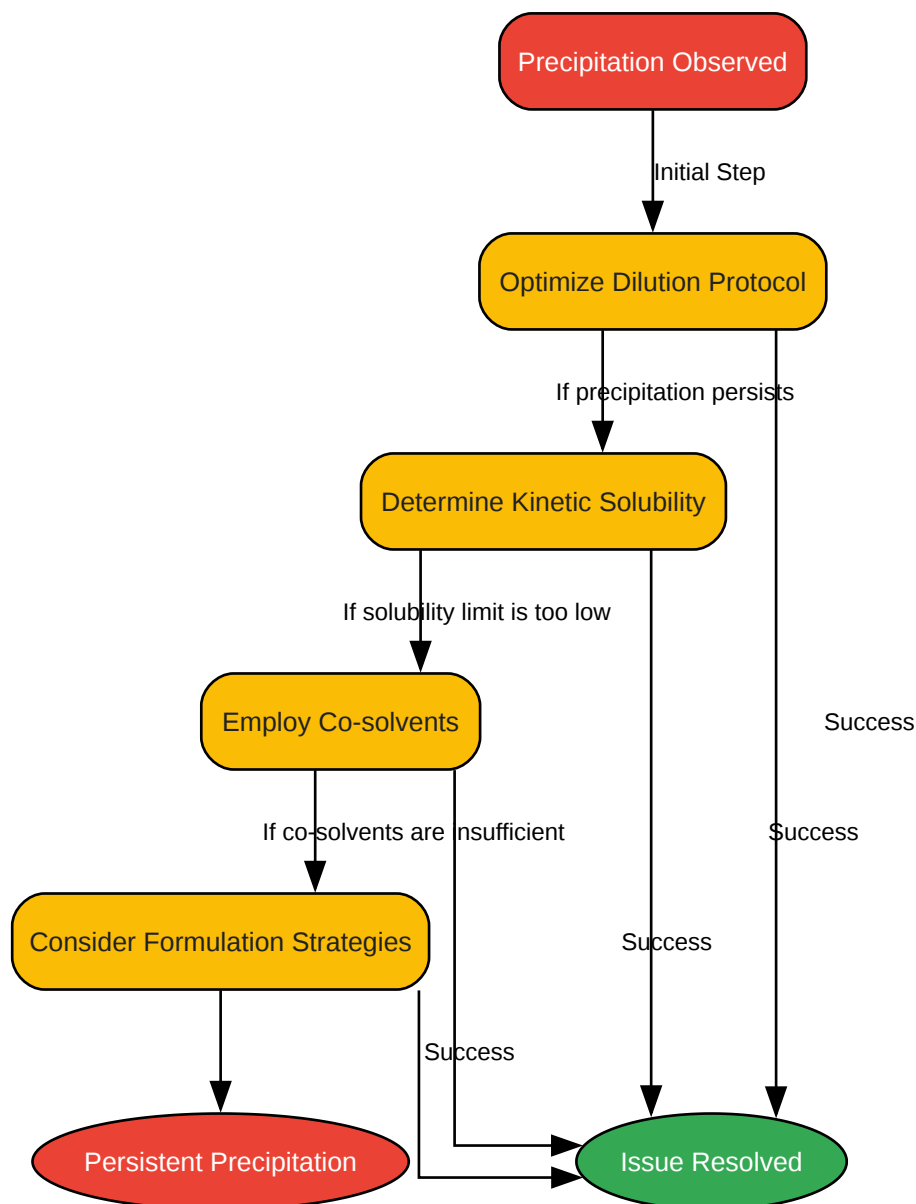 Precipitation Observed
Initial Step
Optimize Dilution Protocol
If precipitation persists
Determine Kinetic Solubility
If solubility limit is too low
Employ Co-solvents
Success
If co-solvents are insufficient
Success
Consider Formulation Strategies
Success
Success
Persistent Precipitation
Issue Resolved